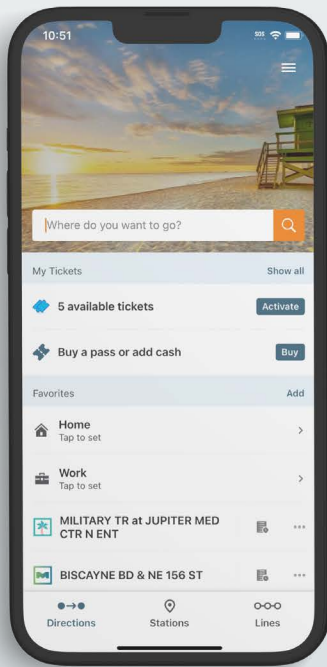 10:51
SOS
Where do you want to go?
My Tickets
Show all
5 available tickets
Activate
Buy a pass or add cash
Buy
Favorites
Add
Home
Tap to set
Work
Tap to set
MILITARY TR at JUPITER MED
CTR N ENT
BISCAYNE BD & NE 156 ST
Directions
Stations
Lines